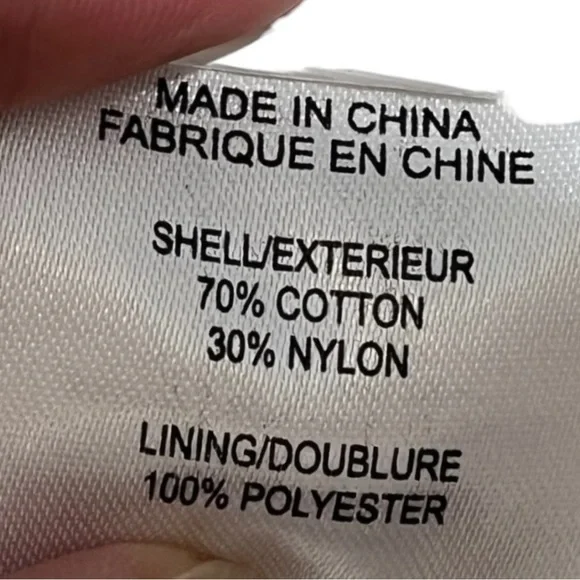 MADE IN CHINA
FABRIQUE EN CHINE
SHELL/EXTERIEUR
70% COTTON
30% NYLON
LINING/DOUBLURE
100% POLYESTER